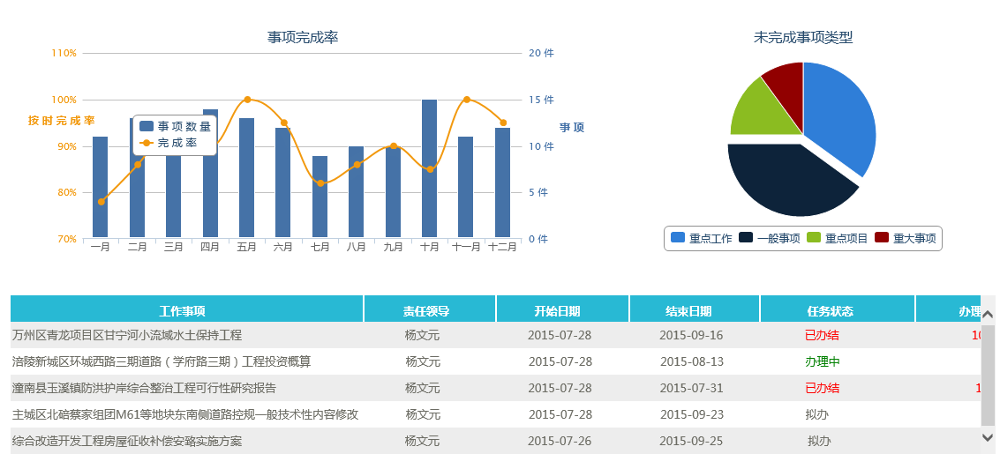 事项完成率
未完成事项类型
110%
20 件
100%
15 件
按时完成率
事项
事项数量
完成率
90%
10 件
80%
5 件
70%
0 件
一月 二月 三月 四月 五月 六月 七月 八月 九月 十月 十一月 十二月
重点工作 一般事项 重点项目 重大事项
工作事项 责任领导 开始日期 结束日期 任务状态 办理
万州区青龙项目区甘宁河小流域水土保持工程 杨文元 2015-07-28 2015-09-16 已办结 10
涪陵新城区环城西路三期道路（学府路三期）工程投资概算 杨文元 2015-07-28 2015-08-13 办理中
潼南县玉溪镇防洪护岸综合整治工程可行性研究报告 杨文元 2015-07-28 2015-07-31 已办结 1
主城区北碚蔡家组团M61等地块东南侧道路控规一般技术性内容修改 杨文元 2015-07-28 2015-09-23 拟办
综合改造开发工程房屋征收补偿安臵实施方案 杨文元 2015-07-26 2015-09-25 拟办